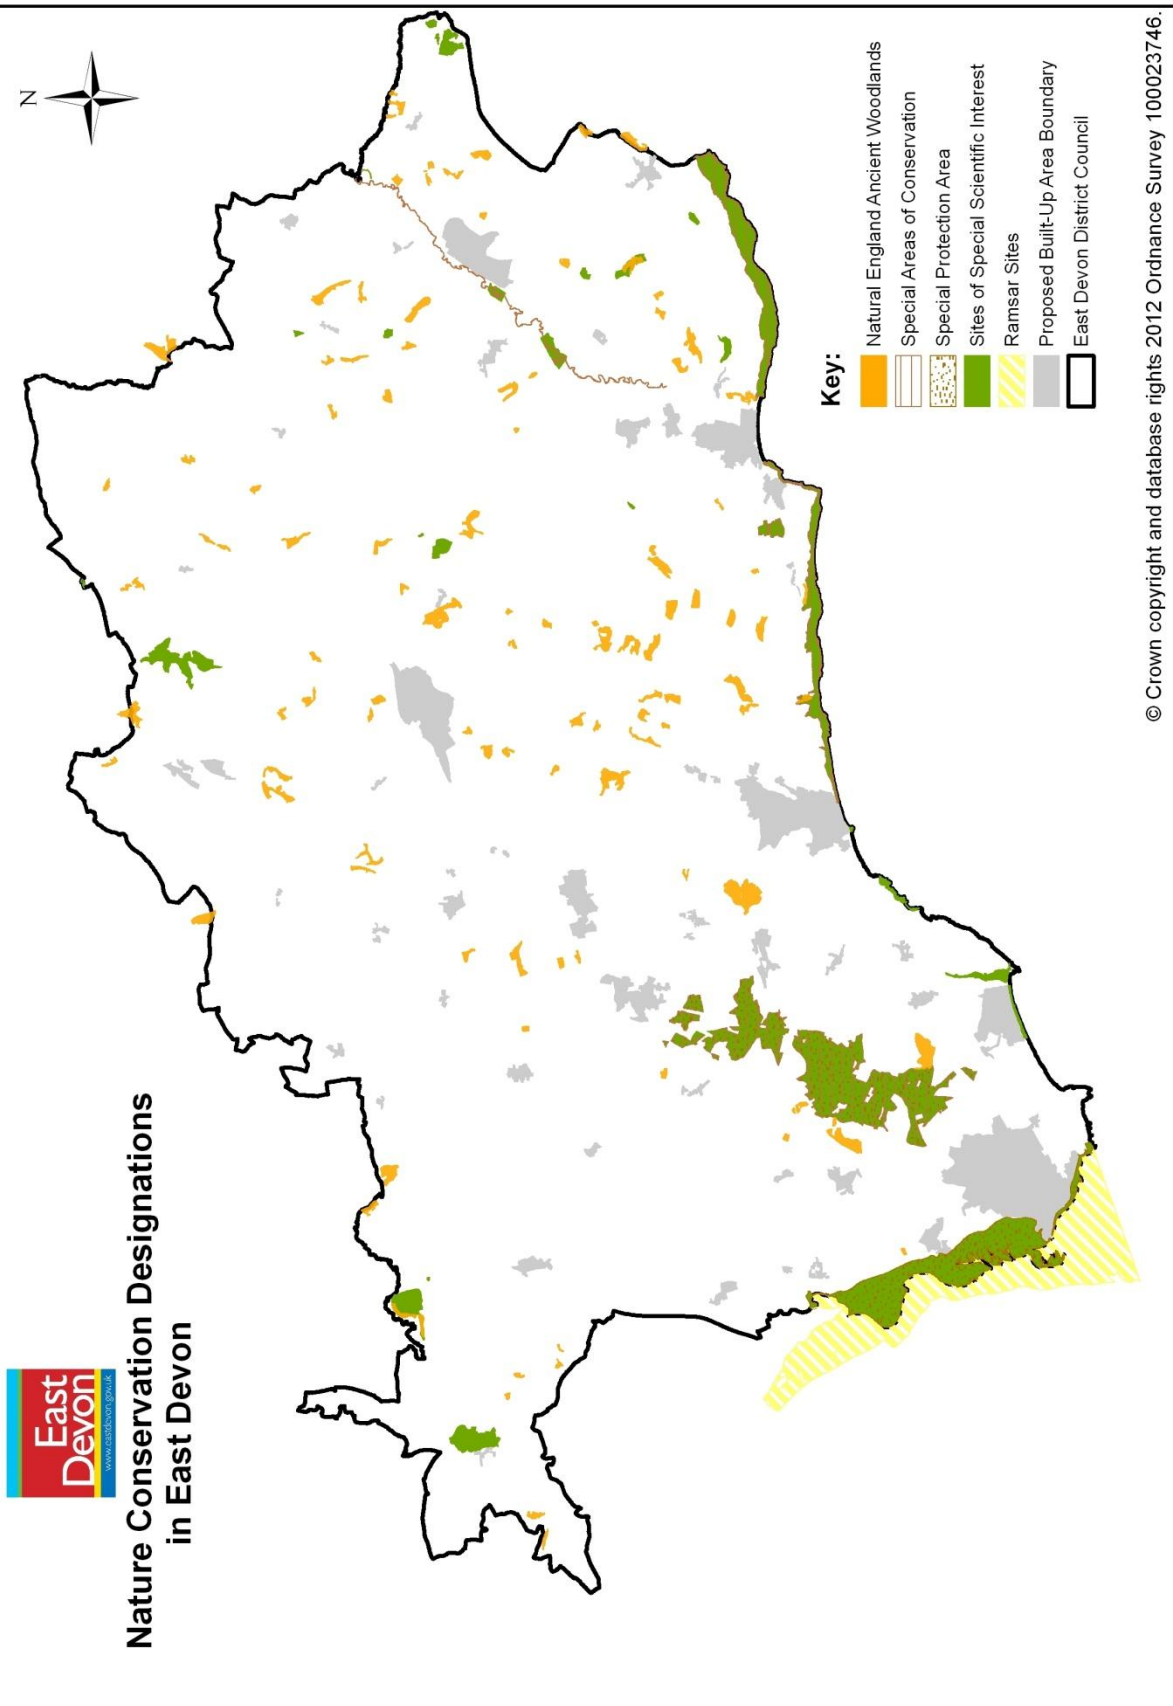 East
Devon
www.eastdevon.gov.uk
Nature Conservation Designations
in East Devon
N
Key:
Natural England Ancient Woodlands
Special Areas of Conservation
Special Protection Area
Sites of Special Scientific Interest
Ramsar Sites
Proposed Built-Up Area Boundary
East Devon District Council
© Crown copyright and database rights 2012 Ordnance Survey 100023746.